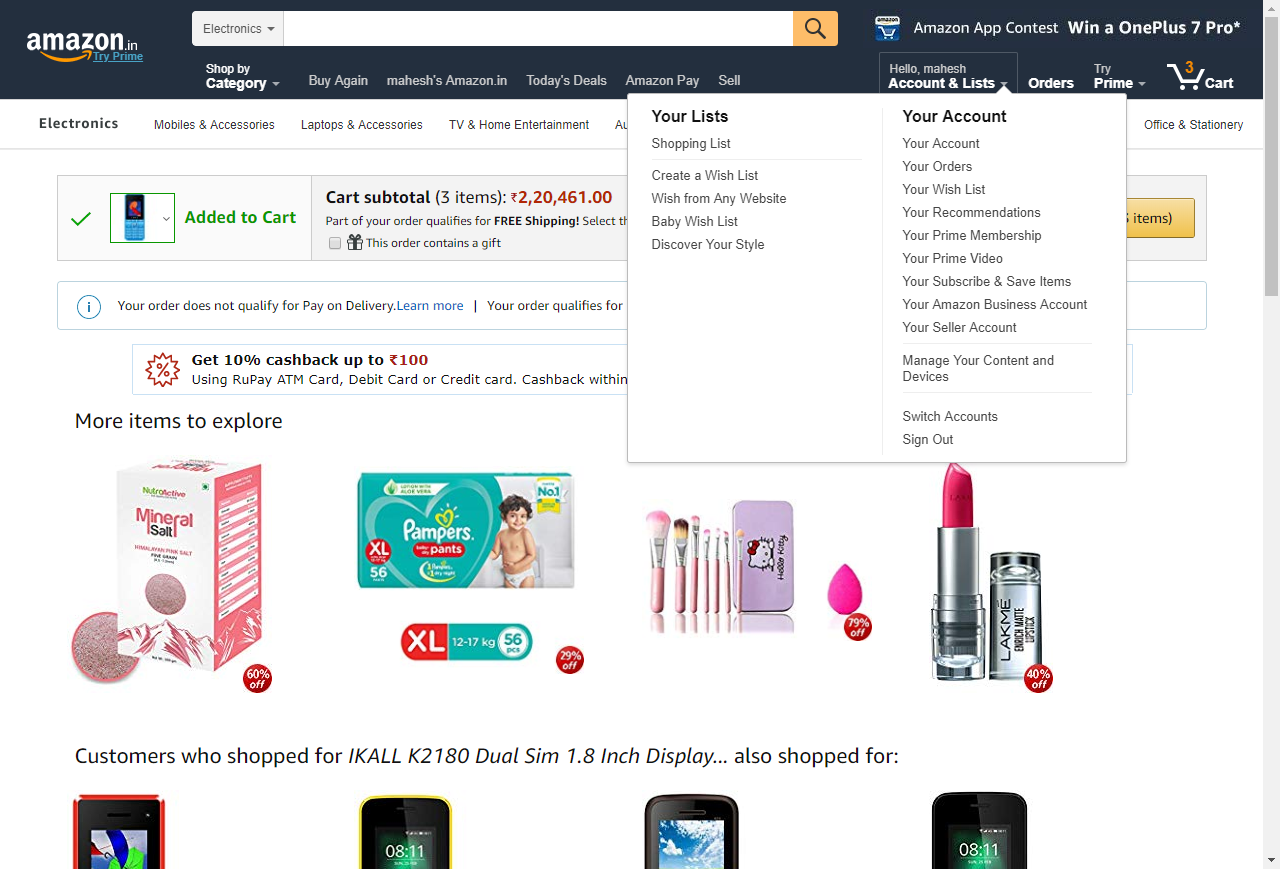 amazon.in
Try Prime
Electronics
amazon
Amazon App Contest Win a OnePlus 7 Pro*
Shop by
Category
Buy Again
mahesh's Amazon.in
Today's Deals
Amazon Pay
Sell
Hello, mahesh
Account & Lists
Orders
Try
Prime
3
Cart
Electronics
Mobiles & Accessories
Laptops & Accessories
TV & Home Entertainment
Au
Office & Stationery
Your Lists
Shopping List
Create a Wish List
Wish from Any Website
Baby Wish List
Discover Your Style
Your Account
Your Account
Your Orders
Your Wish List
Your Recommendations
Your Prime Membership
Your Prime Video
Your Subscribe & Save Items
Your Amazon Business Account
Your Seller Account
Manage Your Content and
Devices
Switch Accounts
Sign Out
Added to Cart
Cart subtotal (3 items): ₹2,20,461.00
Part of your order qualifies for FREE Shipping! Select th
This order contains a gift
items)
Your order does not qualify for Pay on Delivery.Learn more | Your order qualifies for
Get 10% cashback up to ₹100
Using RuPay ATM Card, Debit Card or Credit card. Cashback within
More items to explore
NutroActive
Mineral
Salt
HIMALAYAN PINK SALT
FINE GRAIN
60%
off
LOTION with
ALOE VERA
No.1
Pampers
baby dry pants
XL
56
XL 12-17 kg 56
pcs
29%
off
Hello Kitty
79%
off
LAKMÉ
ENRICH MATTE
LIPSTICK
40%
off
Customers who shopped for IKALL K2180 Dual Sim 1.8 Inch Display... also shopped for:
08:11
08:11